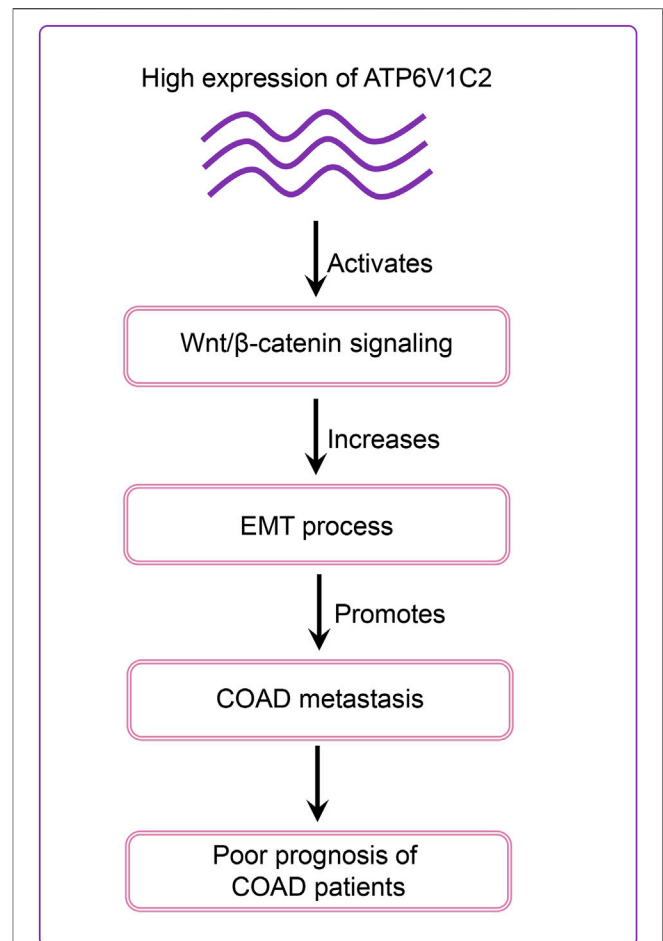 High expression of ATP6V1C2
Activates
Wnt/β-catenin signaling
Increases
EMT process
Promotes
COAD metastasis
Poor prognosis of
COAD patients